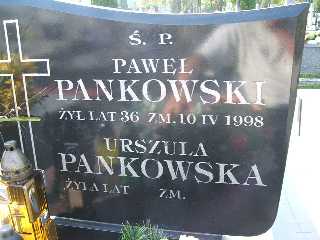 Ś. P.
PAWEŁ
PANKOWSKI
ŻYŁ LAT 36 ZM. 10 IV 1998
URSZULA
PANKOWSKA
ŻYŁA LAT ZM.